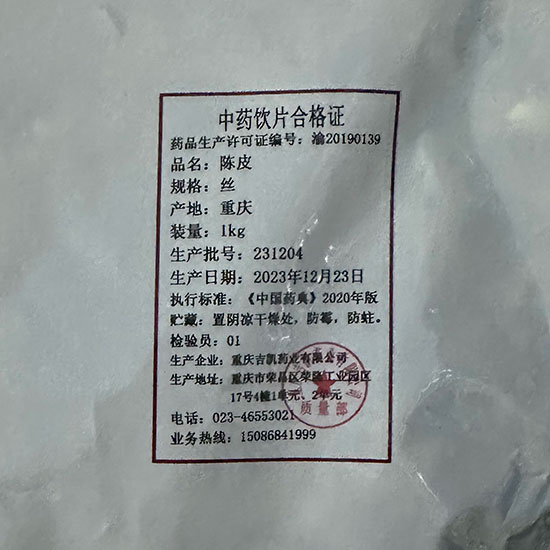 中药饮片合格证
药品生产许可证编号：渝20190139
品名：陈皮
规格：丝
产地：重庆
装量：1kg
生产批号：231204
生产日期：2023年12月23日
执行标准：《中国药典》2020年版
贮藏：置阴凉干燥处，防霉，防蛀。
检验员：01
生产企业：重庆吉凯药业有限公司
生产地址：重庆市荣昌区荣隆工业园区
17号4幢1单元、2单元
质量部
电话：023-46553021
业务热线：15086841999